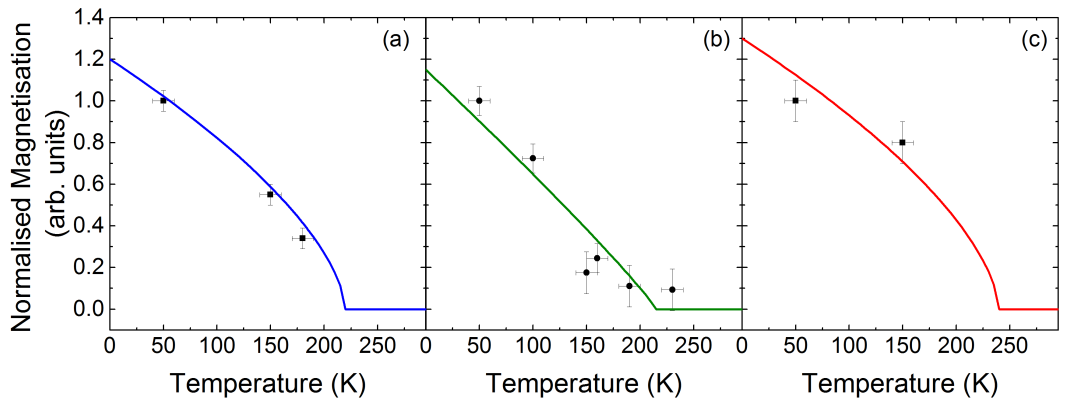 Normalised Magnetisation
(arb. units)
1.4
1.2
1.0
0.8
0.6
0.4
0.2
0.0
(a)
(b)
(c)
0 50 100 150 200 250
0 50 100 150 200 250
0 50 100 150 200 250
Temperature (K)
Temperature (K)
Temperature (K)